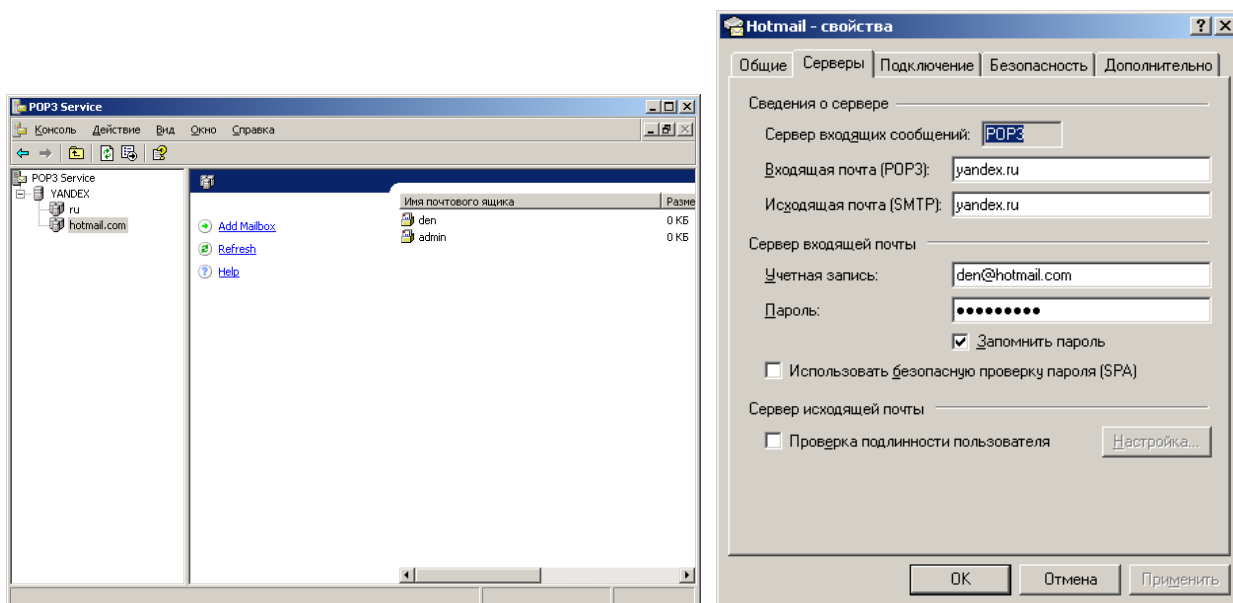 POP3 Service
Консоль Действие Вид Окно Справка
POP3 Service
YANDEX
ru
hotmail.com
Add Mailbox
Refresh
Help
Имя почтового ящика Разме
den 0 КБ
admin 0 КБ
Hotmail - свойства
Общие Серверы Подключение Безопасность Дополнительно
Сведения о сервере
Сервер входящих сообщений: POP3
Входящая почта (POP3): yandex.ru
Исходящая почта (SMTP): yandex.ru
Сервер входящей почты
Учетная запись: den@hotmail.com
Пароль: ●●●●●●●●●
Запомнить пароль
Использовать безопасную проверку пароля (SPA)
Сервер исходящей почты
Проверка подлинности пользователя Настройка...
OK Отмена Применить